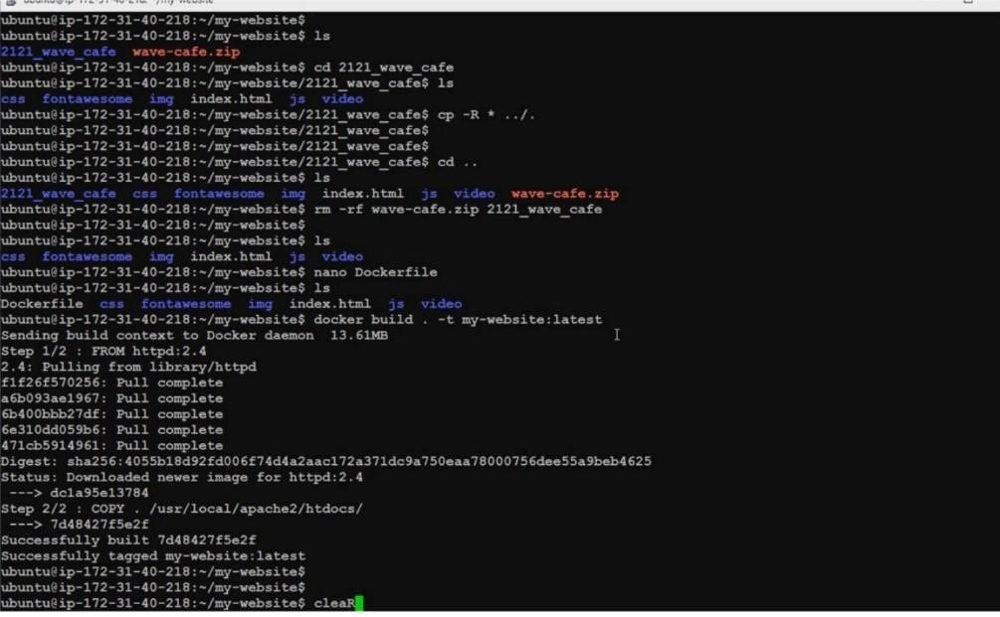 ubuntu@ip-172-31-40-218: ~/my-website
ubuntu@ip-172-31-40-218:~/my-website$
ubuntu@ip-172-31-40-218:~/my-website$ ls
2121_wave_cafe  wave-cafe.zip
ubuntu@ip-172-31-40-218:~/my-website$ cd 2121_wave_cafe
ubuntu@ip-172-31-40-218:~/my-website/2121_wave_cafe$ ls
css  fontawesome  img  index.html  js  video
ubuntu@ip-172-31-40-218:~/my-website/2121_wave_cafe$ cp -R * ../.
ubuntu@ip-172-31-40-218:~/my-website/2121_wave_cafe$
ubuntu@ip-172-31-40-218:~/my-website/2121_wave_cafe$
ubuntu@ip-172-31-40-218:~/my-website/2121_wave_cafe$ cd ..
ubuntu@ip-172-31-40-218:~/my-website$ ls
2121_wave_cafe  css  fontawesome  img  index.html  js  video  wave-cafe.zip
ubuntu@ip-172-31-40-218:~/my-website$ rm -rf wave-cafe.zip 2121_wave_cafe
ubuntu@ip-172-31-40-218:~/my-website$
ubuntu@ip-172-31-40-218:~/my-website$ ls
css  fontawesome  img  index.html  js  video
ubuntu@ip-172-31-40-218:~/my-website$ nano Dockerfile
ubuntu@ip-172-31-40-218:~/my-website$ ls
Dockerfile  css  fontawesome  img  index.html  js  video
ubuntu@ip-172-31-40-218:~/my-website$ docker build . -t my-website:latest
Sending build context to Docker daemon  13.61MB
Step 1/2 : FROM httpd:2.4
2.4: Pulling from library/httpd
f1f26f570256: Pull complete
a6b093ae1967: Pull complete
6b400bbb27df: Pull complete
6e310dd059b6: Pull complete
471cb5914961: Pull complete
Digest: sha256:4055b18d92fd006f74d4a2aac172a371dc9a750eaa78000756dee55a9beb4625
Status: Downloaded newer image for httpd:2.4
 ---> dc1a95e13784
Step 2/2 : COPY . /usr/local/apache2/htdocs/
 ---> 7d48427f5e2f
Successfully built 7d48427f5e2f
Successfully tagged my-website:latest
ubuntu@ip-172-31-40-218:~/my-website$
ubuntu@ip-172-31-40-218:~/my-website$
ubuntu@ip-172-31-40-218:~/my-website$ cleaR